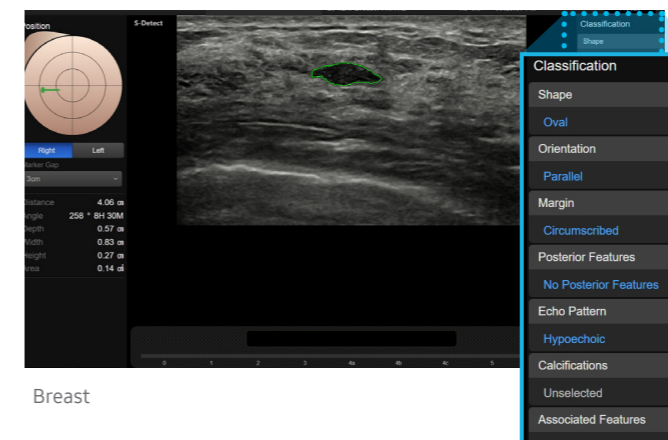 Position
S-Detect
Right Left
Marker Gap
3cm
Distance 4.06 cm
Angle 258 ° 8H 30M
Depth 0.57 cm
Width 0.83 cm
Height 0.27 cm
Area 0.14 cm²
0 1 2 3 4a 4b 4c 5
Classification
Shape
Classification
Shape
Oval
Orientation
Parallel
Margin
Circumscribed
Posterior Features
No Posterior Features
Echo Pattern
Hypoechoic
Calcifications
Unselected
Associated Features
Breast